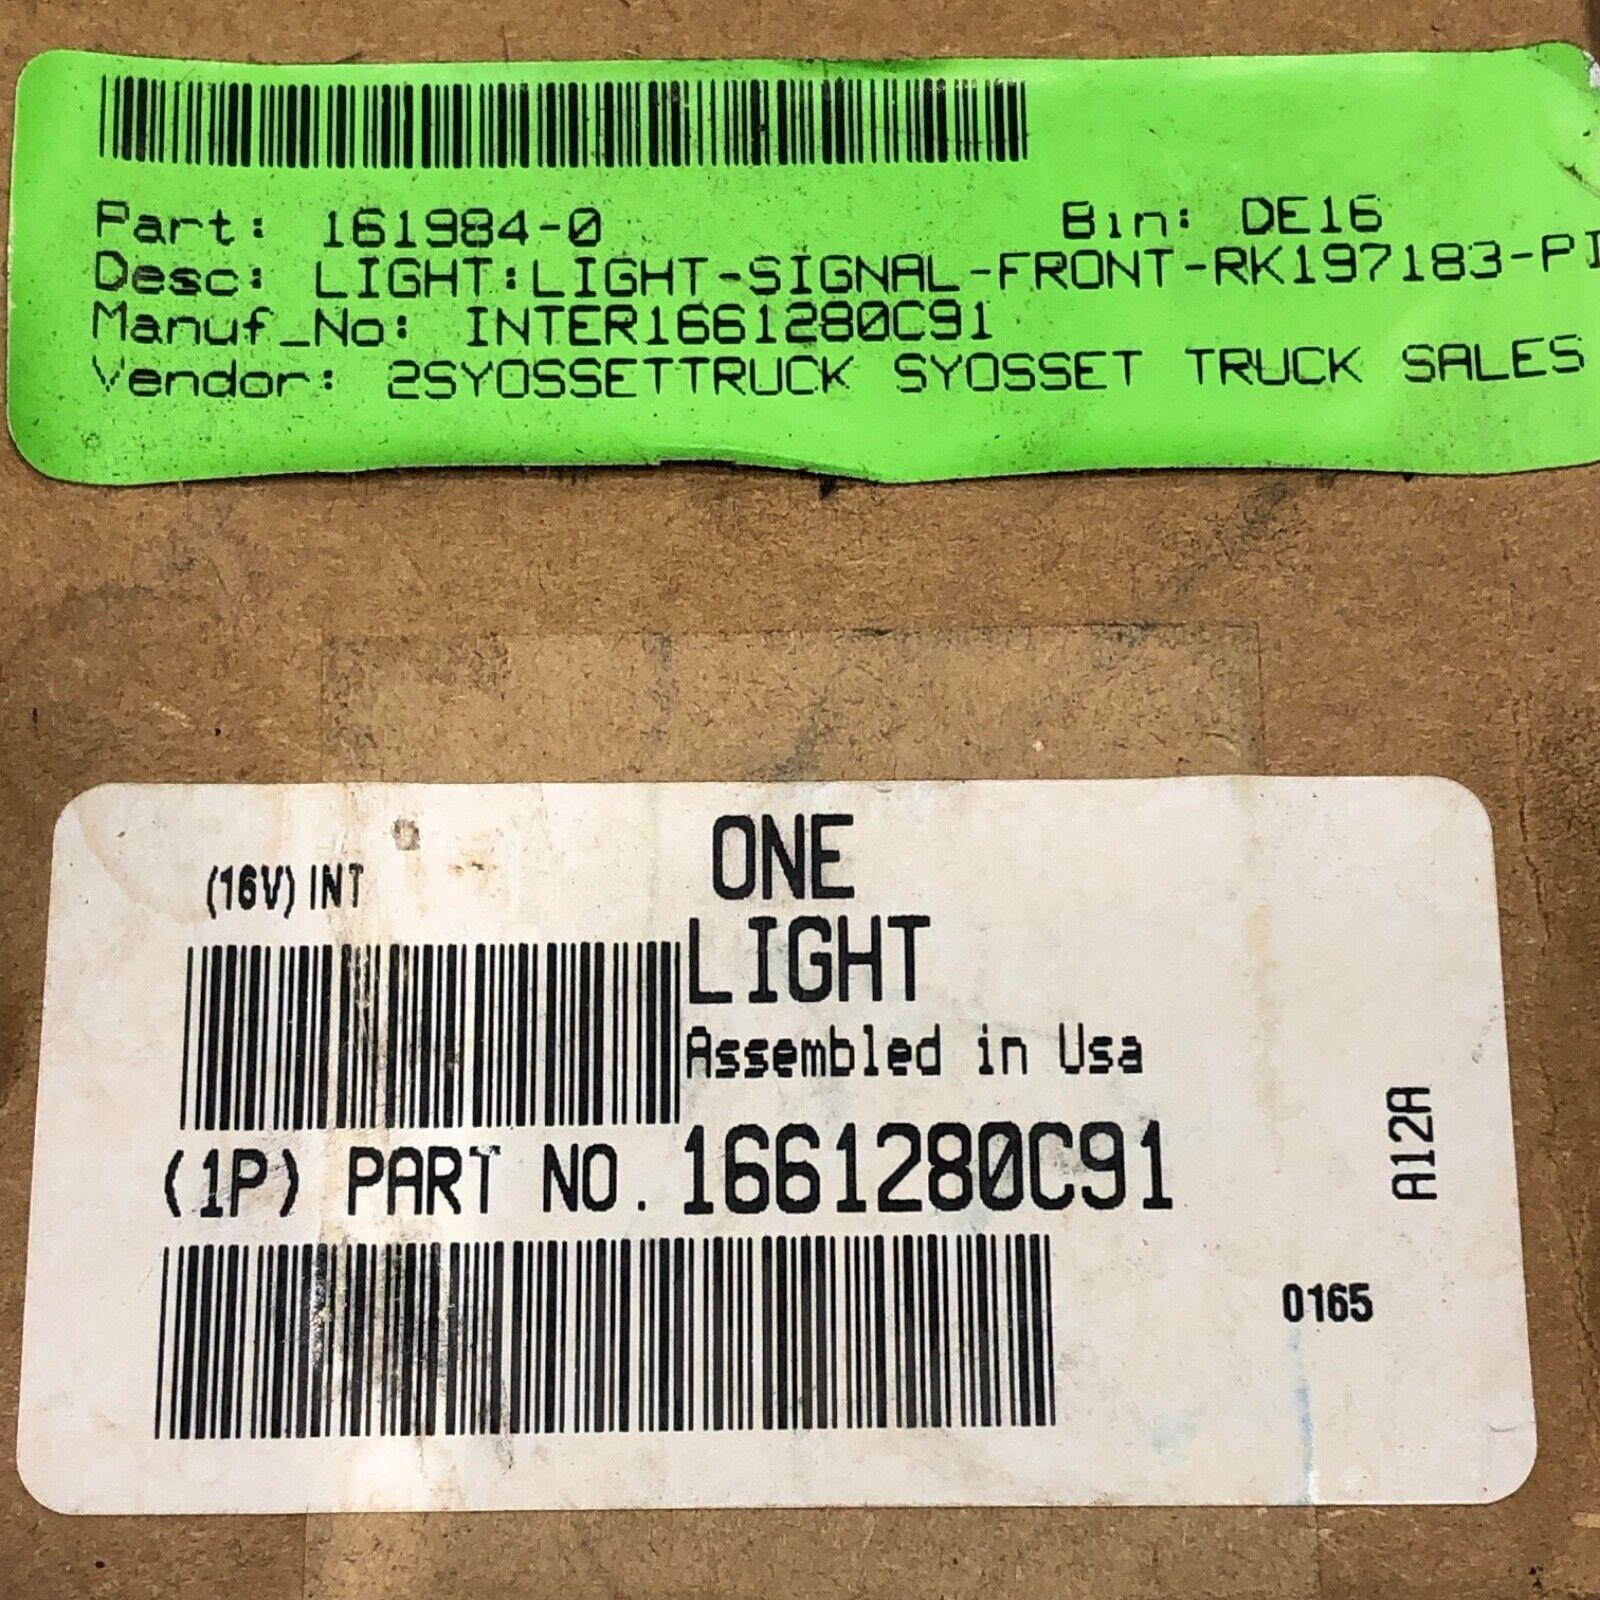 Part: 161984-0 Bin: DE16
Desc: LIGHT:LIGHT-SIGNAL-FRONT-RK197183-PI
Manuf_No: INTER1661280C91
Vendor: 2SYOSSETTRUCK SYOSSET TRUCK SALES
(16V) INT
ONE
LIGHT
Assembled in Usa
(1P) PART NO. 1661280C91
A12A
0165